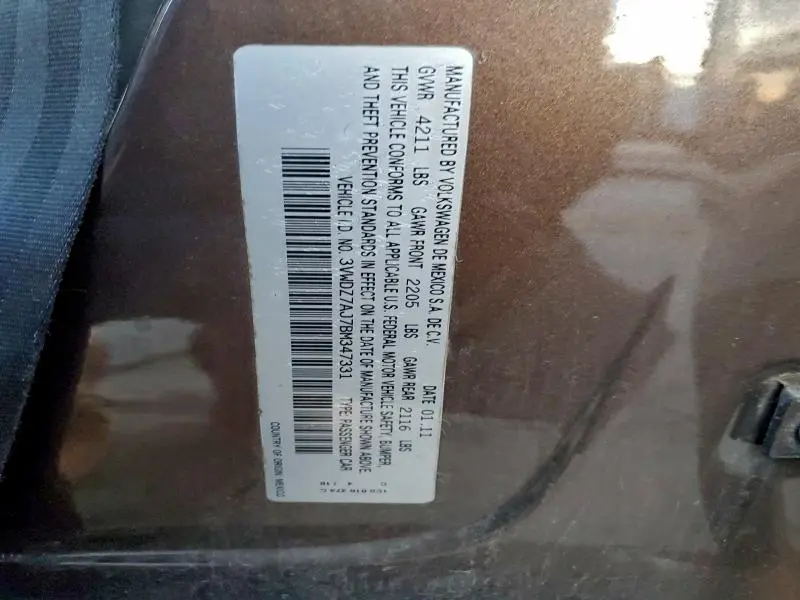 MANUFACTURED BY VOLKSWAGEN DE MEXICO S.A. DE C.V. DATE 01.11
GVWR 4211 LBS GAWR FRONT 2205 LBS GAWR REAR 2116 LBS
THIS VEHICLE CONFORMS TO ALL APPLICABLE U.S. FEDERAL MOTOR VEHICLE SAFETY, BUMPER,
AND THEFT PREVENTION STANDARDS IN EFFECT ON THE DATE OF MANUFACTURE SHOWN ABOVE.
VEHICLE I.D. NO. 3VWDZ7AJ7BM347331 TYPE: PASSENGER CAR
COUNTRY OF ORIGIN: MEXICO